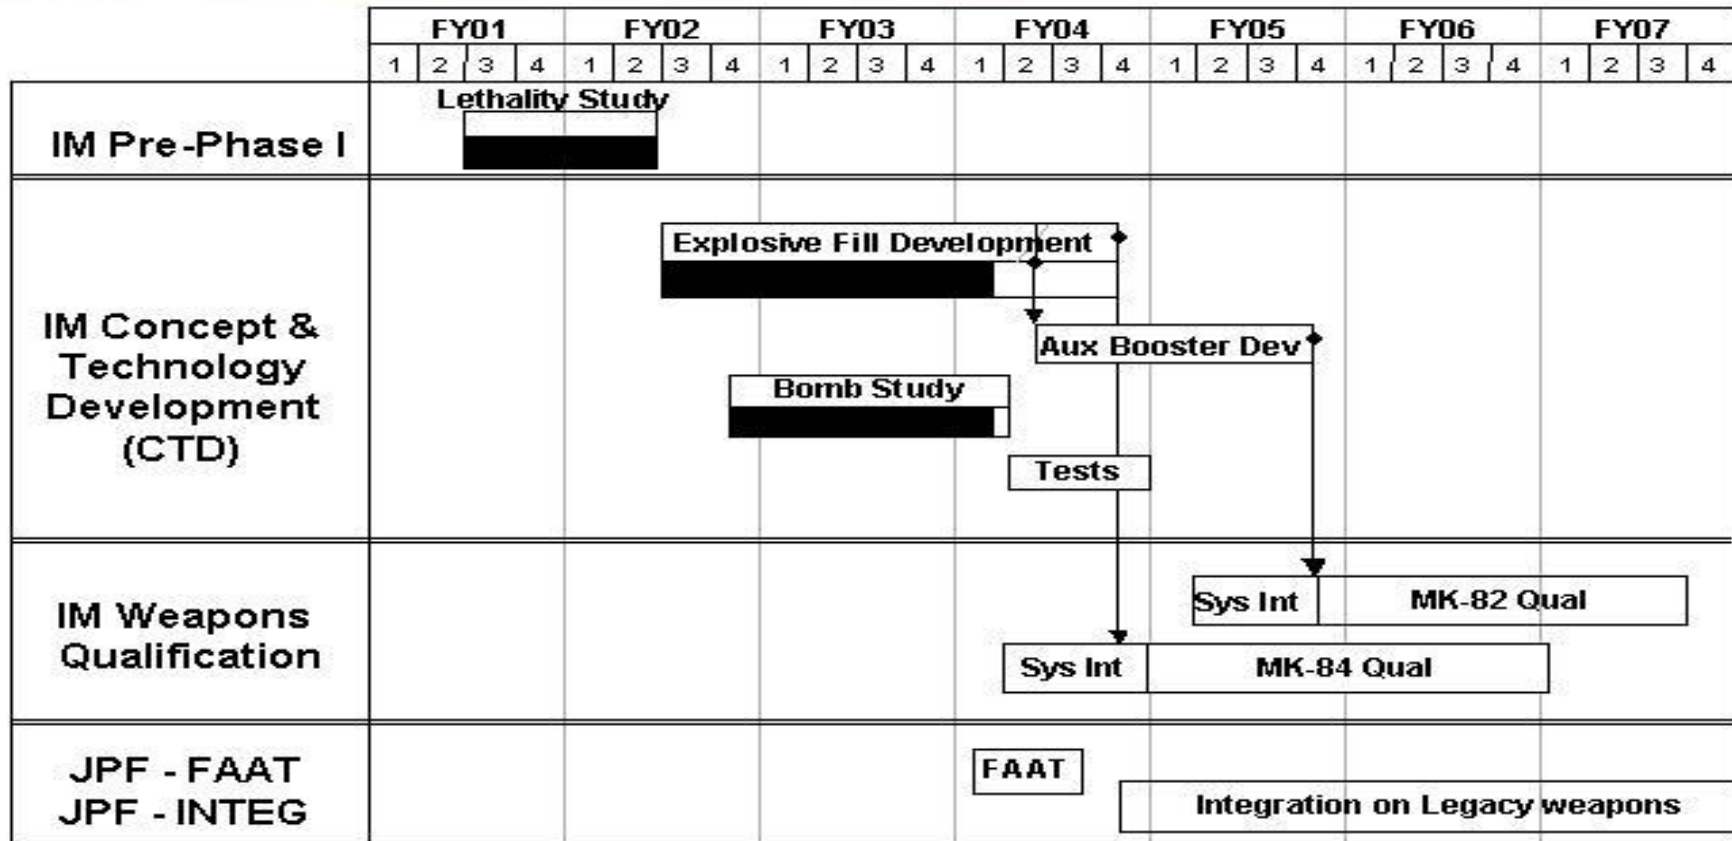 FY01 FY02 FY03 FY04 FY05 FY06 FY07
1 2 3 4 1 2 3 4 1 2 3 4 1 2 3 4 1 2 3 4 1 2 3 4 1 2 3 4
IM Pre-Phase I
Lethality Study
IM Concept &
Technology
Development
(CTD)
Explosive Fill Development
Aux Booster Dev
Bomb Study
Tests
IM Weapons
Qualification
Sys Int MK-82 Qual
Sys Int MK-84 Qual
JPF - FAAT
JPF - INTEG
FAAT
Integration on Legacy weapons